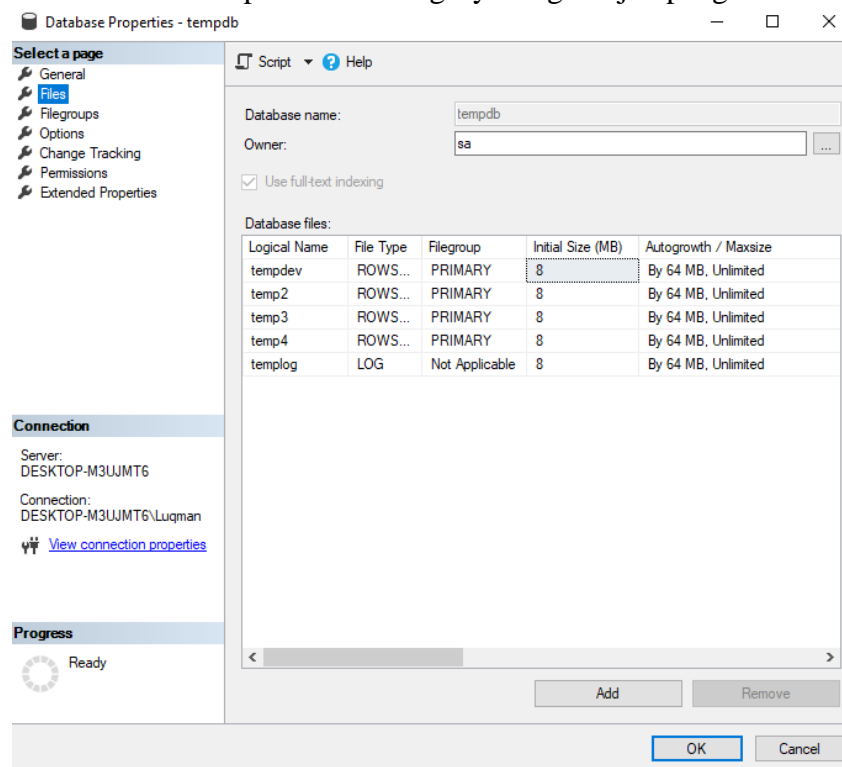 Database Properties - tempdb
Select a page
General
Files
Filegroups
Options
Change Tracking
Permissions
Extended Properties
Script
Help
Database name: tempdb
Owner: sa
...
Use full-text indexing
Database files:
Logical Name File Type Filegroup Initial Size (MB) Autogrowth / Maxsize
tempdev ROWS... PRIMARY 8 By 64 MB, Unlimited
temp2 ROWS... PRIMARY 8 By 64 MB, Unlimited
temp3 ROWS... PRIMARY 8 By 64 MB, Unlimited
temp4 ROWS... PRIMARY 8 By 64 MB, Unlimited
templog LOG Not Applicable 8 By 64 MB, Unlimited
Connection
Server:
DESKTOP-M3UJMT6
Connection:
DESKTOP-M3UJMT6\Luqman
View connection properties
Progress
Ready
Add Remove
OK Cancel